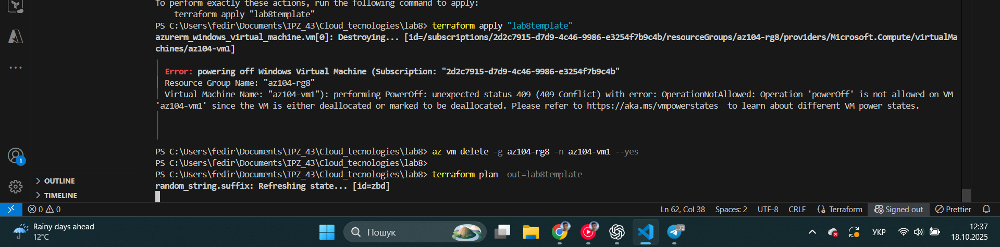 To perform exactly these actions, run the following command to apply:
terraform apply "lab8template"
PS C:\Users\fedir\Documents\IPZ_43\Cloud_tecnologies\lab8> terraform apply "lab8template"
azurerm_windows_virtual_machine.vm[0]: Destroying... [id=/subscriptions/2d2c7915-d7d9-4c46-9986-e3254f7b9c4b/resourceGroups/az104-rg8/providers/Microsoft.Compute/virtualMa
chines/az104-vm1]
Error: powering off Windows Virtual Machine (Subscription: "2d2c7915-d7d9-4c46-9986-e3254f7b9c4b"
Resource Group Name: "az104-rg8"
Virtual Machine Name: "az104-vm1"): performing PowerOff: unexpected status 409 (409 Conflict) with error: OperationNotAllowed: Operation 'powerOff' is not allowed on VM
'az104-vm1' since the VM is either deallocated or marked to be deallocated. Please refer to https://aka.ms/vmpowerstates  to learn about different VM power states.
PS C:\Users\fedir\Documents\IPZ_43\Cloud_tecnologies\lab8> az vm delete -g az104-rg8 -n az104-vm1 --yes
PS C:\Users\fedir\Documents\IPZ_43\Cloud_tecnologies\lab8>
PS C:\Users\fedir\Documents\IPZ_43\Cloud_tecnologies\lab8> terraform plan -out=lab8template
random_string.suffix: Refreshing state... [id=zbd]
1
OUTLINE
TIMELINE
0 0
Ln 62, Col 38 Spaces: 2 UTF-8 CRLF Terraform Signed out Prettier
Rainy days ahead
12°C
Пошук
72
УКР
12:37
18.10.2025